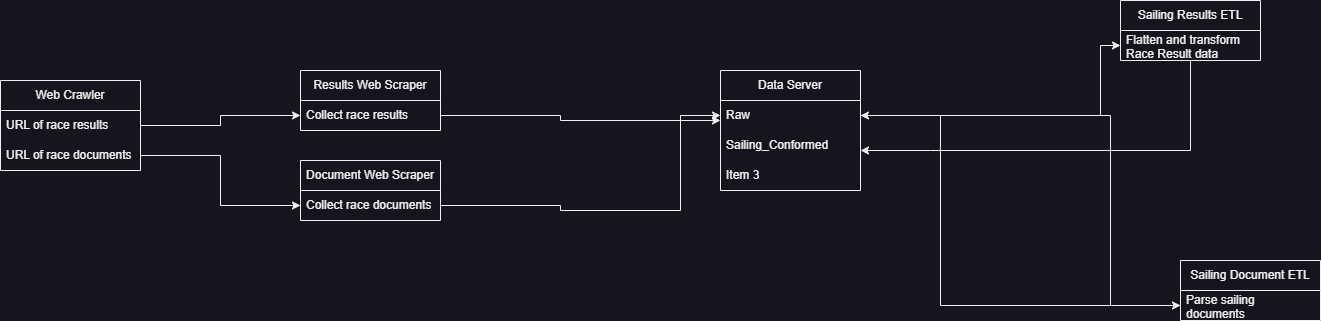 Sailing Results ETL
Flatten and transform
Race Result data
Web Crawler
URL of race results
URL of race documents
Results Web Scraper
Collect race results
Document Web Scraper
Collect race documents
Data Server
Raw
Sailing_Conformed
Item 3
Sailing Document ETL
Parse sailing
documents